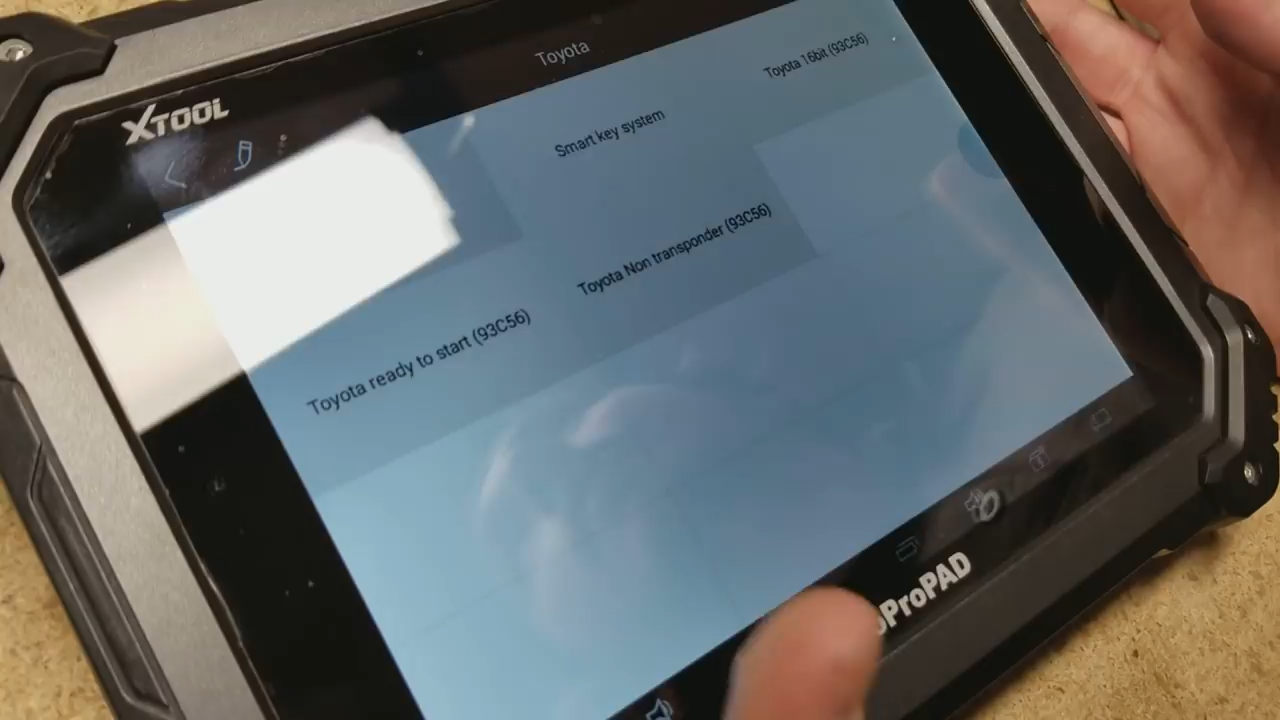 XTOOL
Toyota
Smart key system
Toyota 16bit (93C56)
Toyota ready to start (93C56)
Toyota Non transponder (93C56)
ProPAD